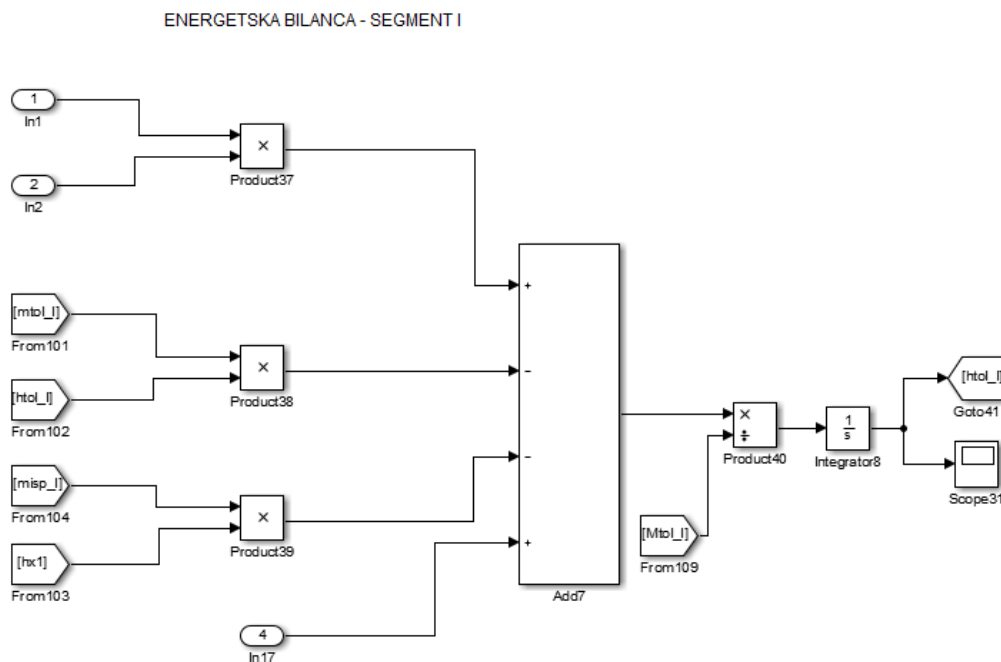 ENERGETSKA BILANCA - SEGMENT I
1
In1
×
Product37
2
In2
[mtol_I]
From101
×
Product38
[htol_I]
From102
[misp_I]
From104
×
Product39
[hx1]
From103
4
In17
+
−
−
+
Add7
×
÷
Product40
[Mtol_I]
From109
1
s
Integrator8
[htol_I]
Goto41
Scope31